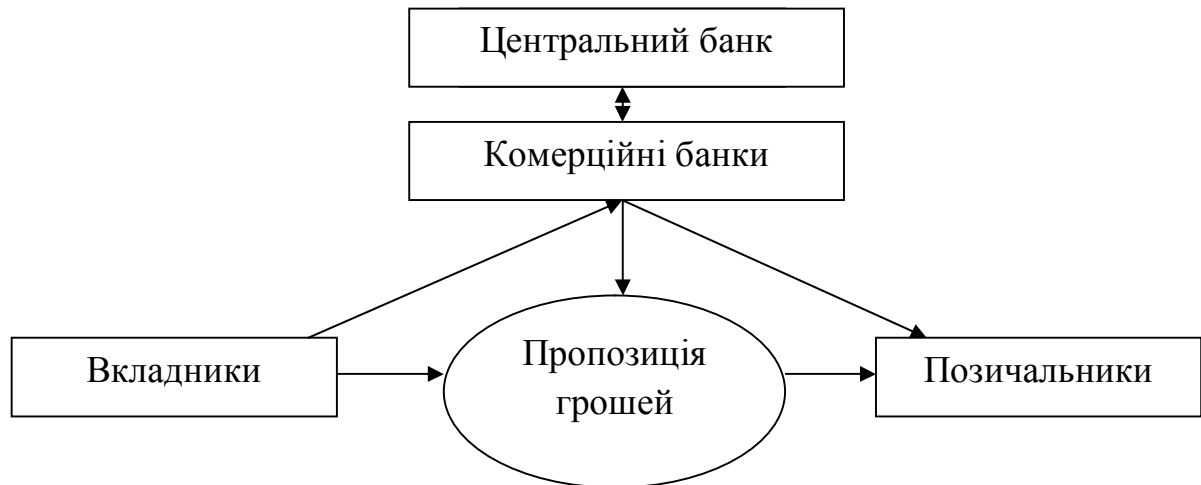 Центральний банк
Комерційні банки
Вкладники
Пропозиція
грошей
Позичальники